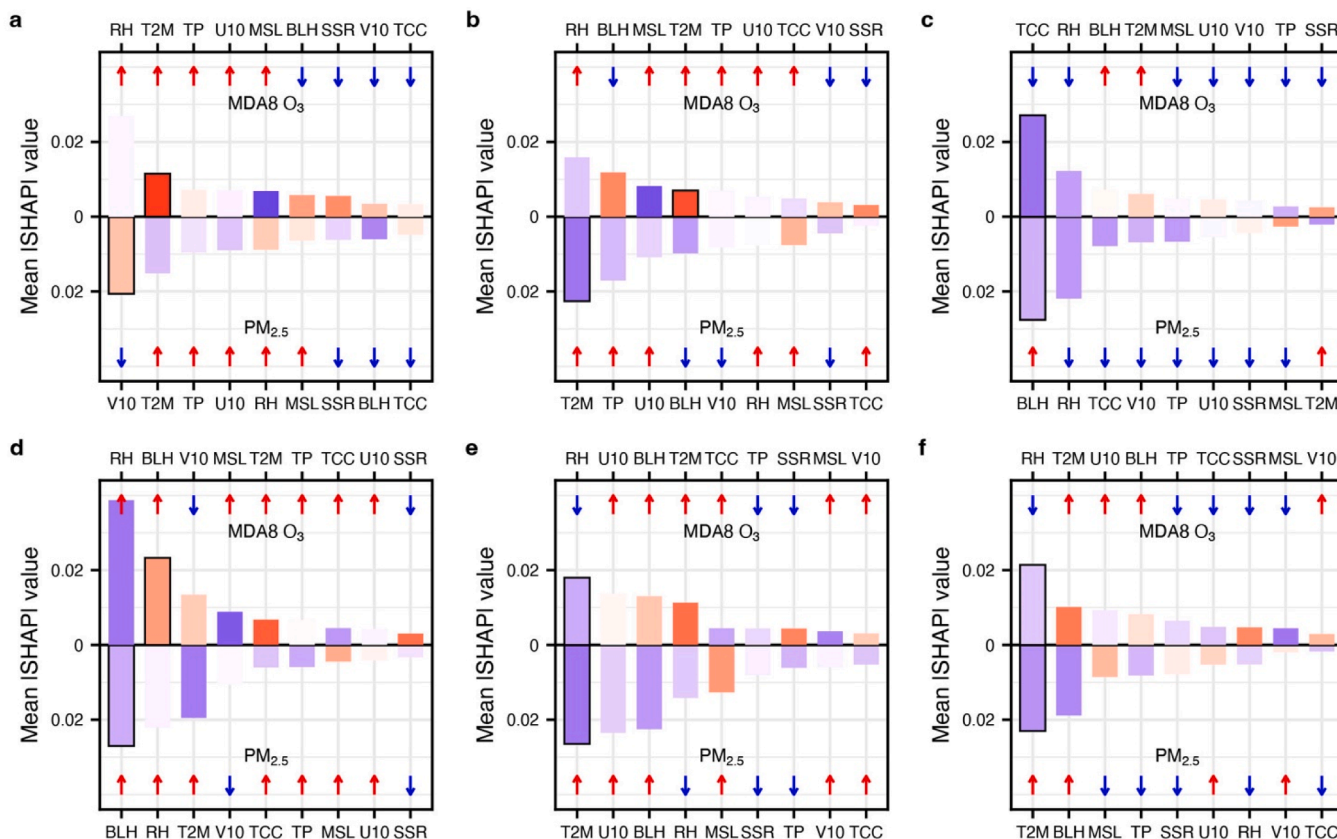 a
RH T2M TP U10 MSL BLH SSR V10 TCC
MDA8 O₃
Mean |SHAP| value
0.02
0
0.02
PM₂.₅
V10 T2M TP U10 RH MSL SSR BLH TCC
b
RH BLH MSL T2M TP U10 TCC V10 SSR
MDA8 O₃
Mean |SHAP| value
0.02
0
0.02
PM₂.₅
T2M TP U10 BLH V10 RH MSL SSR TCC
c
TCC RH BLH T2M MSL U10 V10 TP SSR
MDA8 O₃
Mean |SHAP| value
0.02
0
0.02
PM₂.₅
BLH RH TCC V10 TP U10 SSR MSL T2M
d
RH BLH V10 MSL T2M TP TCC U10 SSR
MDA8 O₃
Mean |SHAP| value
0.02
0
0.02
PM₂.₅
BLH RH T2M V10 TCC TP MSL U10 SSR
e
RH U10 BLH T2M TCC TP SSR MSL V10
MDA8 O₃
Mean |SHAP| value
0.02
0
0.02
PM₂.₅
T2M U10 BLH RH MSL SSR TP V10 TCC
f
RH T2M U10 BLH TP TCC SSR MSL V10
MDA8 O₃
Mean |SHAP| value
0.02
0
0.02
PM₂.₅
T2M BLH MSL TP SSR U10 RH V10 TCC